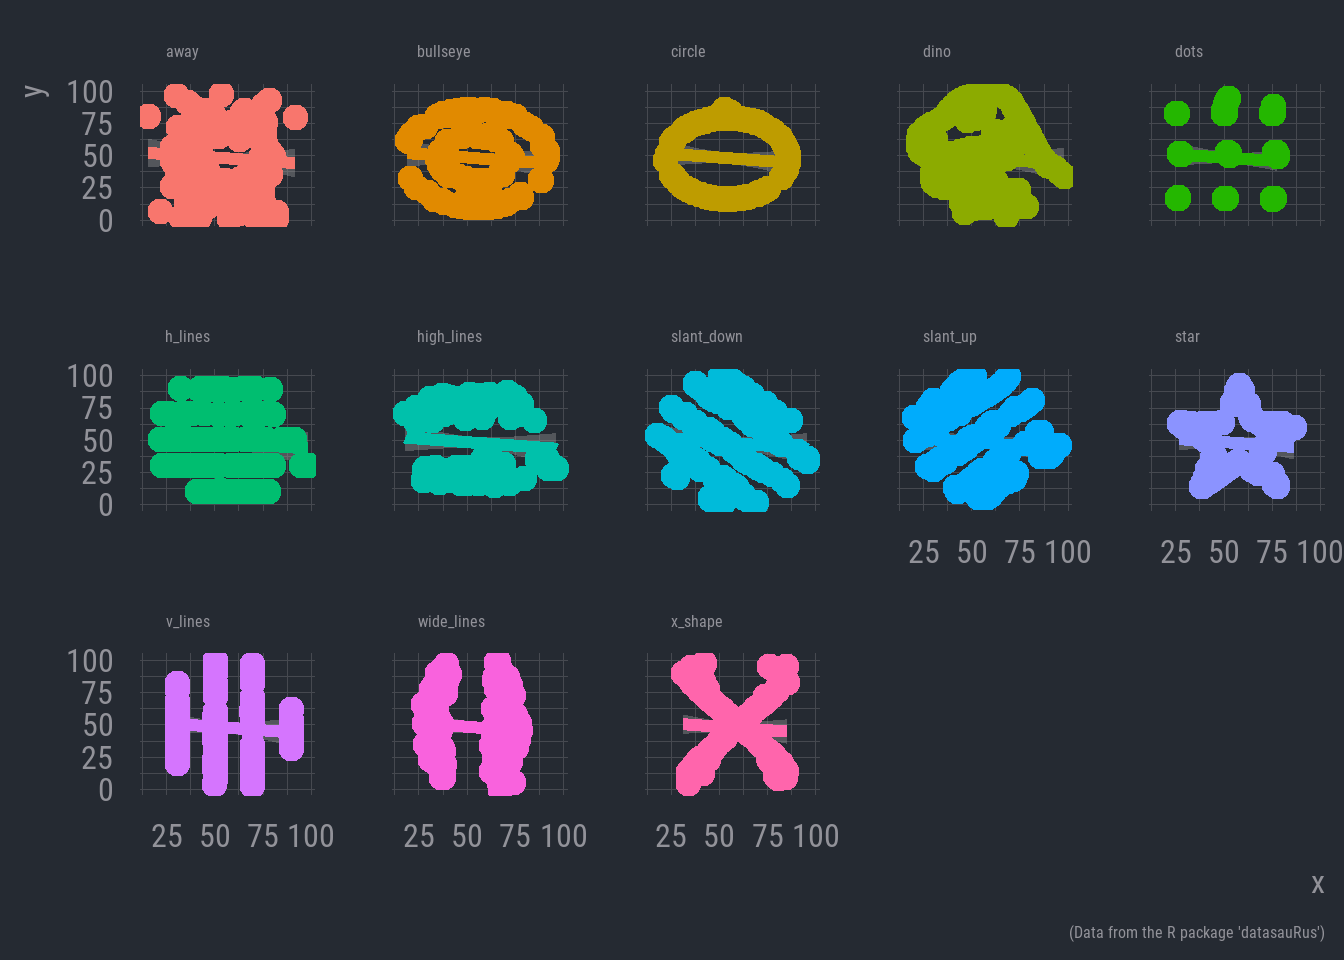 away bullseye circle dino dots
y
100
75
50
25
0
h_lines high_lines slant_down slant_up star
100
75
50
25
0
25 50 75 100 25 50 75 100
v_lines wide_lines x_shape
100
75
50
25
0
25 50 75 100 25 50 75 100 25 50 75 100
x
(Data from the R package 'datasauRus')